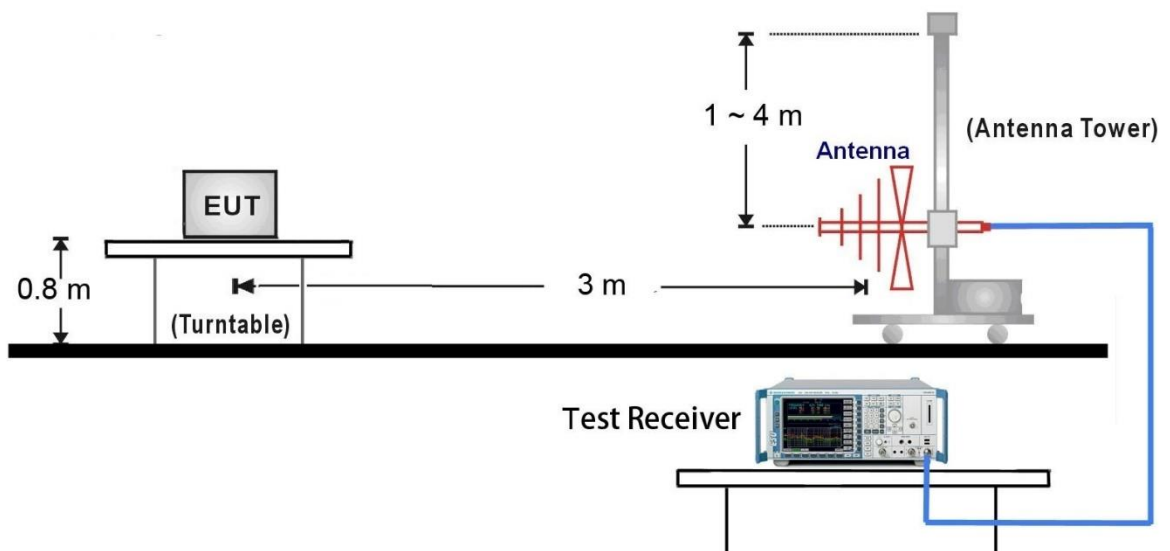 1 ~ 4 m
(Antenna Tower)
Antenna
EUT
0.8 m
3 m
(Turntable)
Test Receiver